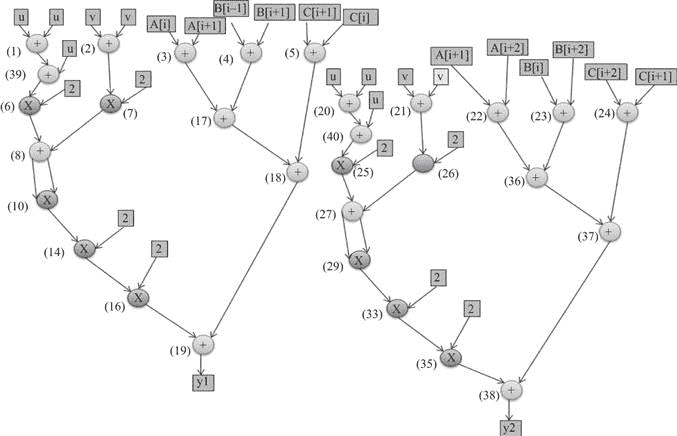 u u v v A[i] A[i+1] B[i–1] B[i+1] C[i+1] C[i]
(1) + u (2) + (3) + (4) + (5) +
(39) + 2 2
(6) X (7) X (17) +
(8) + (18) +
(10) X
(14) X 2
(16) X 2
(19) +
y1
u u v v A[i+1] A[i+2] B[i] B[i+2] C[i+2] C[i+1]
(20) + u (21) + (22) + (23) + (24) +
(40) + 2 2
(25) X (26) (36) +
(27) + (37) +
(29) X
(33) X 2
(35) X 2
(38) +
y2